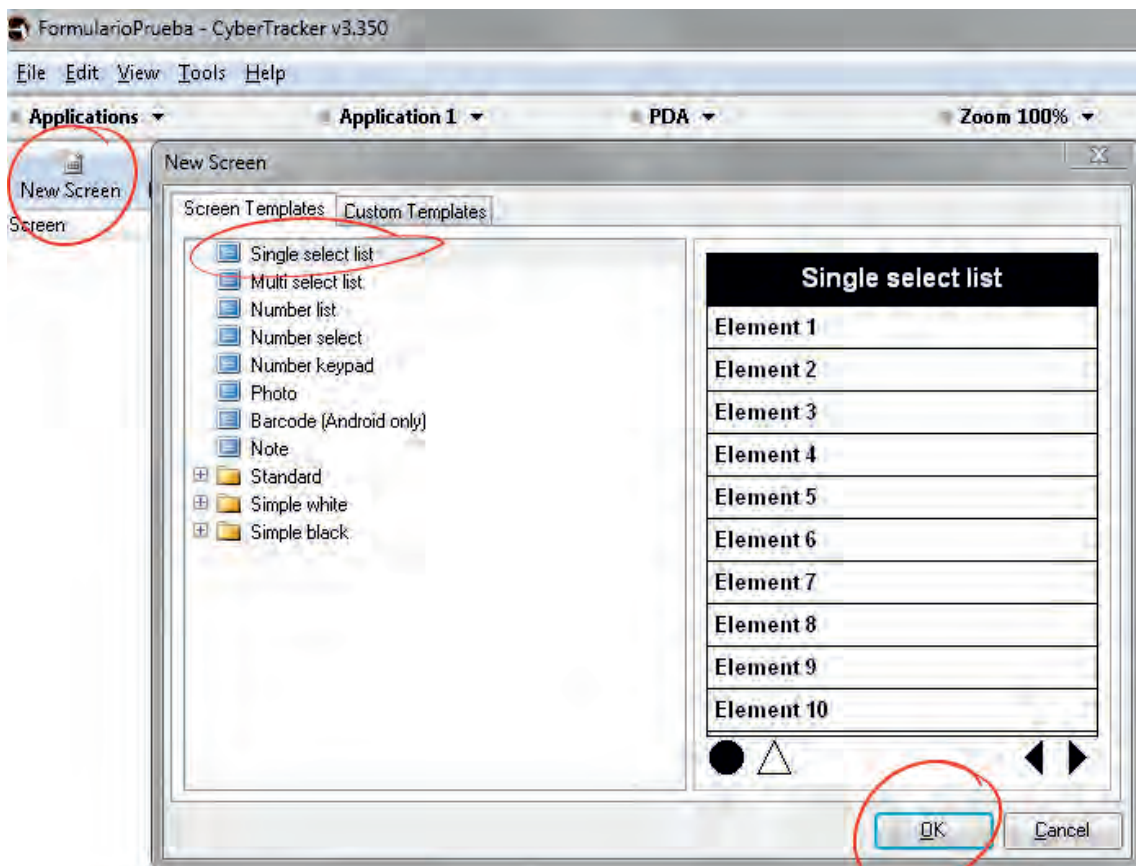 FormularioPrueba - CyberTracker v3.350
File Edit View Tools Help
Applications Application 1 PDA Zoom 100%
New Screen
Screen
New Screen
Screen Templates Custom Templates
Single select list
Multi select list
Number list
Number select
Number keypad
Photo
Barcode (Android only)
Note
Standard
Simple white
Simple black
Single select list
Element 1
Element 2
Element 3
Element 4
Element 5
Element 6
Element 7
Element 8
Element 9
Element 10
OK Cancel